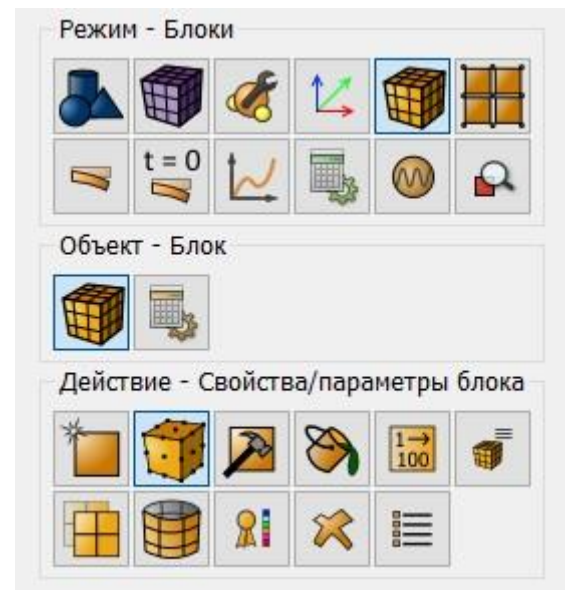 Режим - Блоки
t = 0
Объект - Блок
Действие - Свойства/параметры блока
1→
100